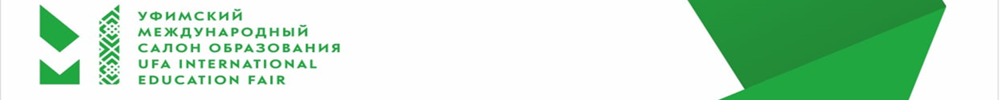 УФИМСКИЙ
МЕЖДУНАРОДНЫЙ
САЛОН ОБРАЗОВАНИЯ
UFA INTERNATIONAL
EDUCATION FAIR